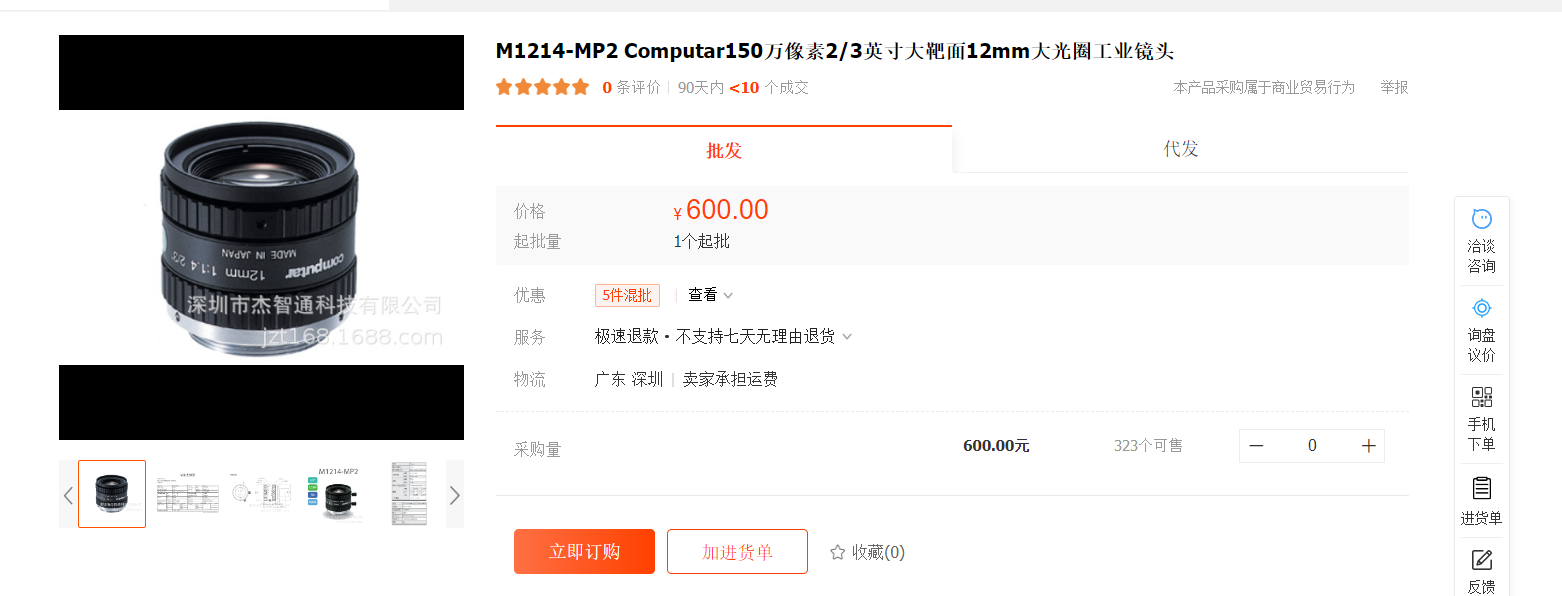 M1214-MP2 Computar150万像素2/3英寸大靶面12mm大光圈工业镜头
0 条评价 90天内 <10 个成交
本产品采购属于商业贸易行为 举报
批发 代发
价格 ¥ 600.00
起批量 1个起批
优惠 5件混批 查看
服务 极速退款 · 不支持七天无理由退货
物流 广东 深圳 卖家承担运费
采购量 600.00元 323个可售 0
立即订购 加进货单 收藏(0)
MADE IN JAPAN
computar
12mm 1:1.4 2/3"
深圳市杰智通科技有限公司
jzt168.1688.com
M1214-MP2
洽谈
咨询
询盘
议价
手机
下单
进货单
反馈